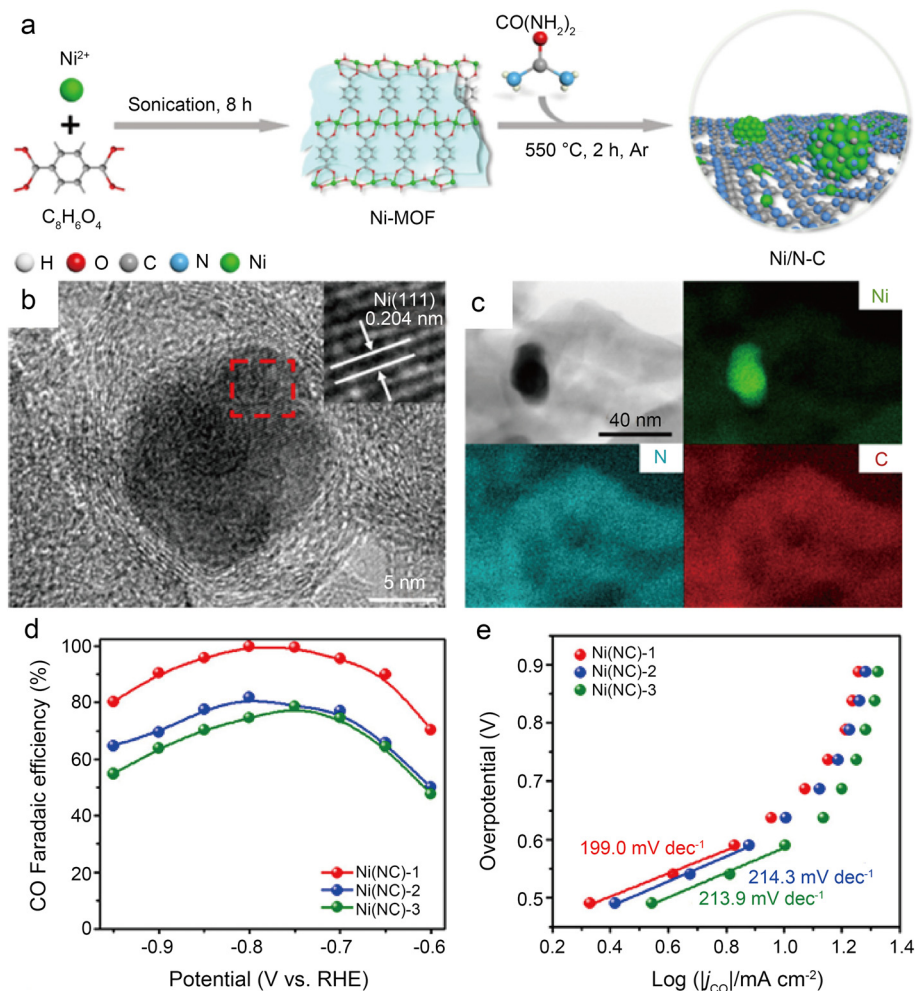 a
CO(NH₂)₂
Ni²⁺
+
Sonication, 8 h
550 °C, 2 h, Ar
C₈H₆O₄
Ni-MOF
Ni/N-C
H O C N Ni
b
Ni(111)
0.204 nm
5 nm
c
Ni
40 nm
N
C
d
CO Faradaic efficiency (%)
100
80
60
40
20
0
Ni(NC)-1
Ni(NC)-2
Ni(NC)-3
-0.9
-0.8
-0.7
-0.6
Potential (V vs. RHE)
e
Overpotential (V)
0.9
0.8
0.7
0.6
0.5
Ni(NC)-1
Ni(NC)-2
Ni(NC)-3
199.0 mV dec⁻¹
214.3 mV dec⁻¹
213.9 mV dec⁻¹
0.2
0.4
0.6
0.8
1.0
1.2
1.4
Log (|j_CO|/mA cm⁻²)